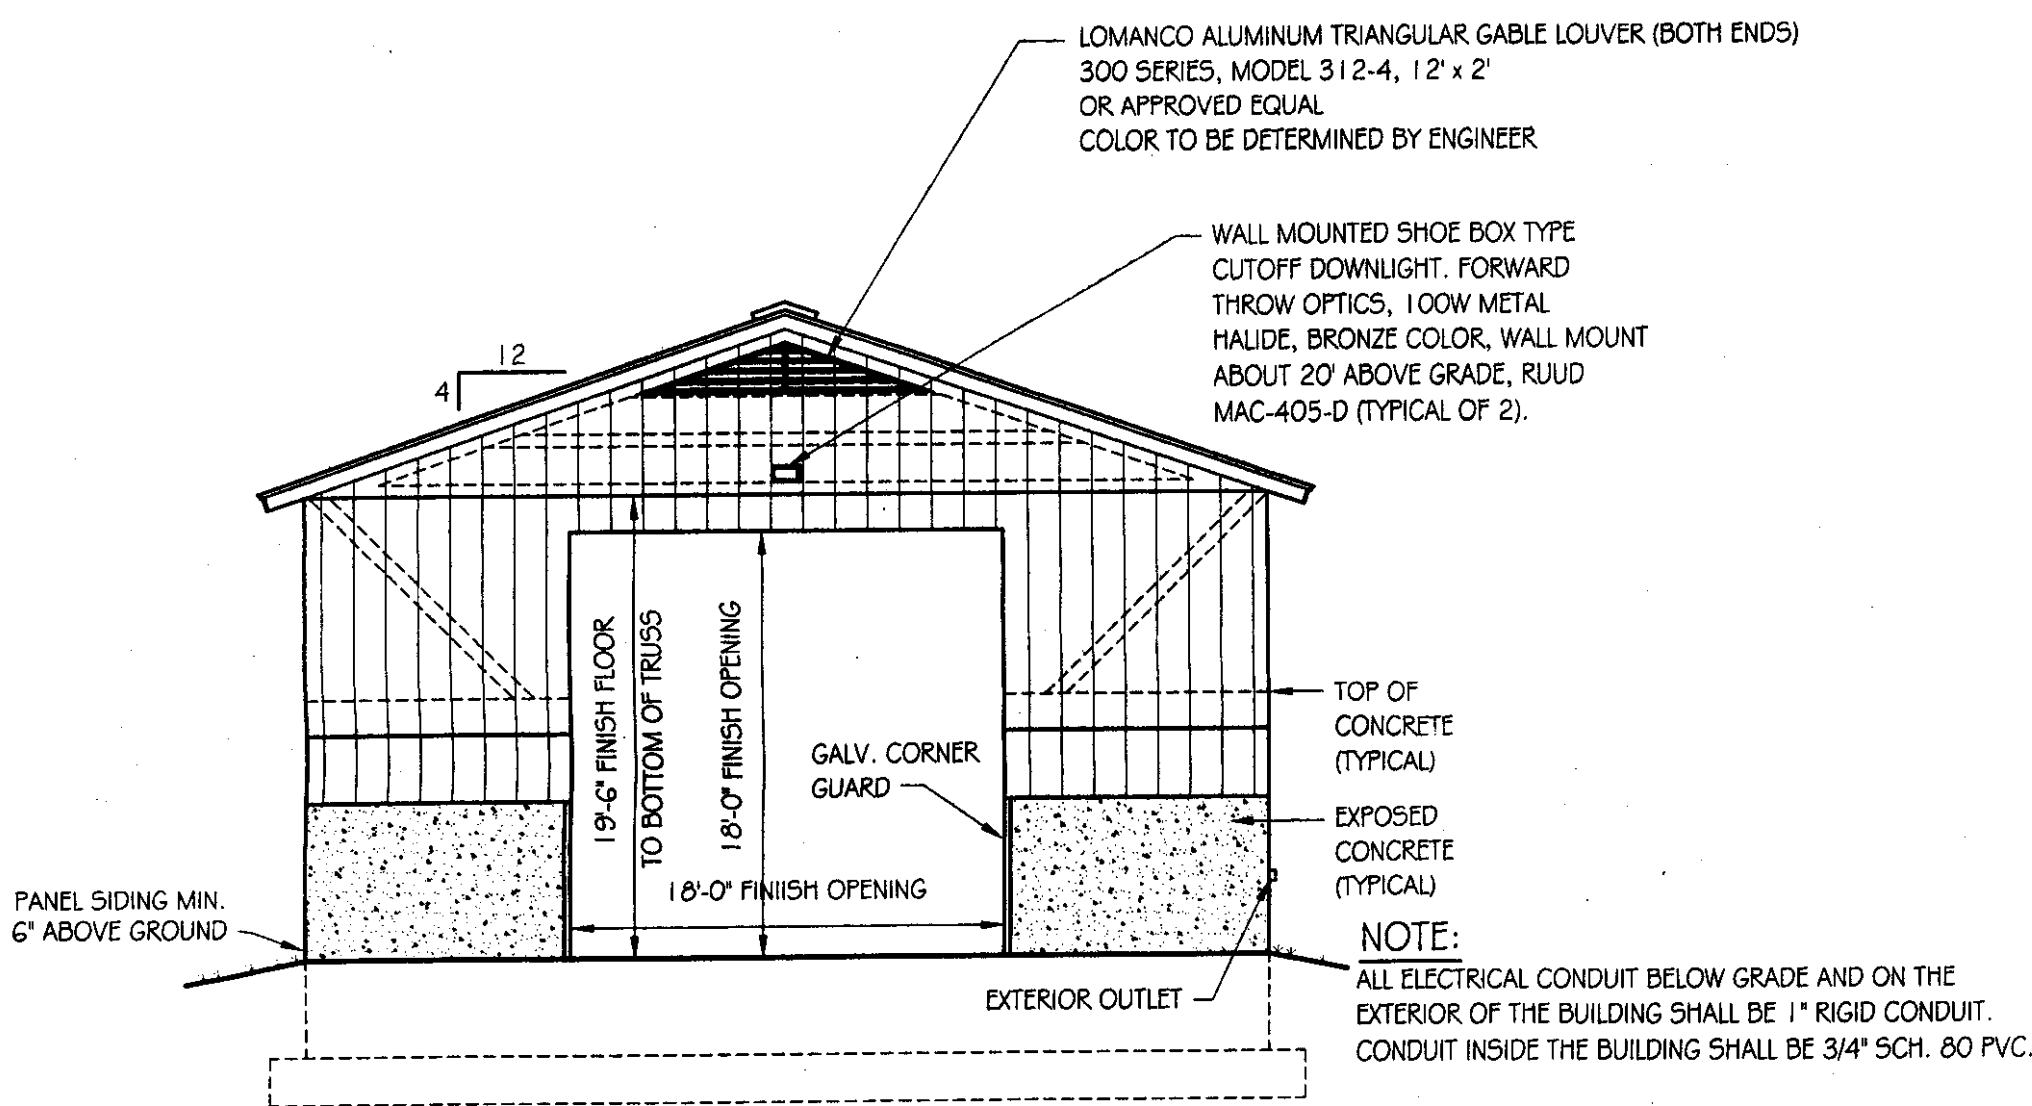 LOMANCO ALUMINUM TRIANGULAR GABLE LOUVER (BOTH ENDS)
300 SERIES, MODEL 312-4, 12' x 2'
OR APPROVED EQUAL
COLOR TO BE DETERMINED BY ENGINEER
WALL MOUNTED SHOE BOX TYPE
CUTOFF DOWNLIGHT. FORWARD
THROW OPTICS, 100W METAL
HALIDE, BRONZE COLOR, WALL MOUNT
ABOUT 20' ABOVE GRADE, RUUD
MAC-405-D (TYPICAL OF 2).
12
4
19'-6" FINISH FLOOR
TO BOTTOM OF TRUSS
18'-0" FINISH OPENING
GALV. CORNER
GUARD
18'-0" FINIISH OPENING
TOP OF
CONCRETE
(TYPICAL)
EXPOSED
CONCRETE
(TYPICAL)
PANEL SIDING MIN.
6" ABOVE GROUND
EXTERIOR OUTLET
NOTE:
ALL ELECTRICAL CONDUIT BELOW GRADE AND ON THE
EXTERIOR OF THE BUILDING SHALL BE 1" RIGID CONDUIT.
CONDUIT INSIDE THE BUILDING SHALL BE 3/4" SCH. 80 PVC.